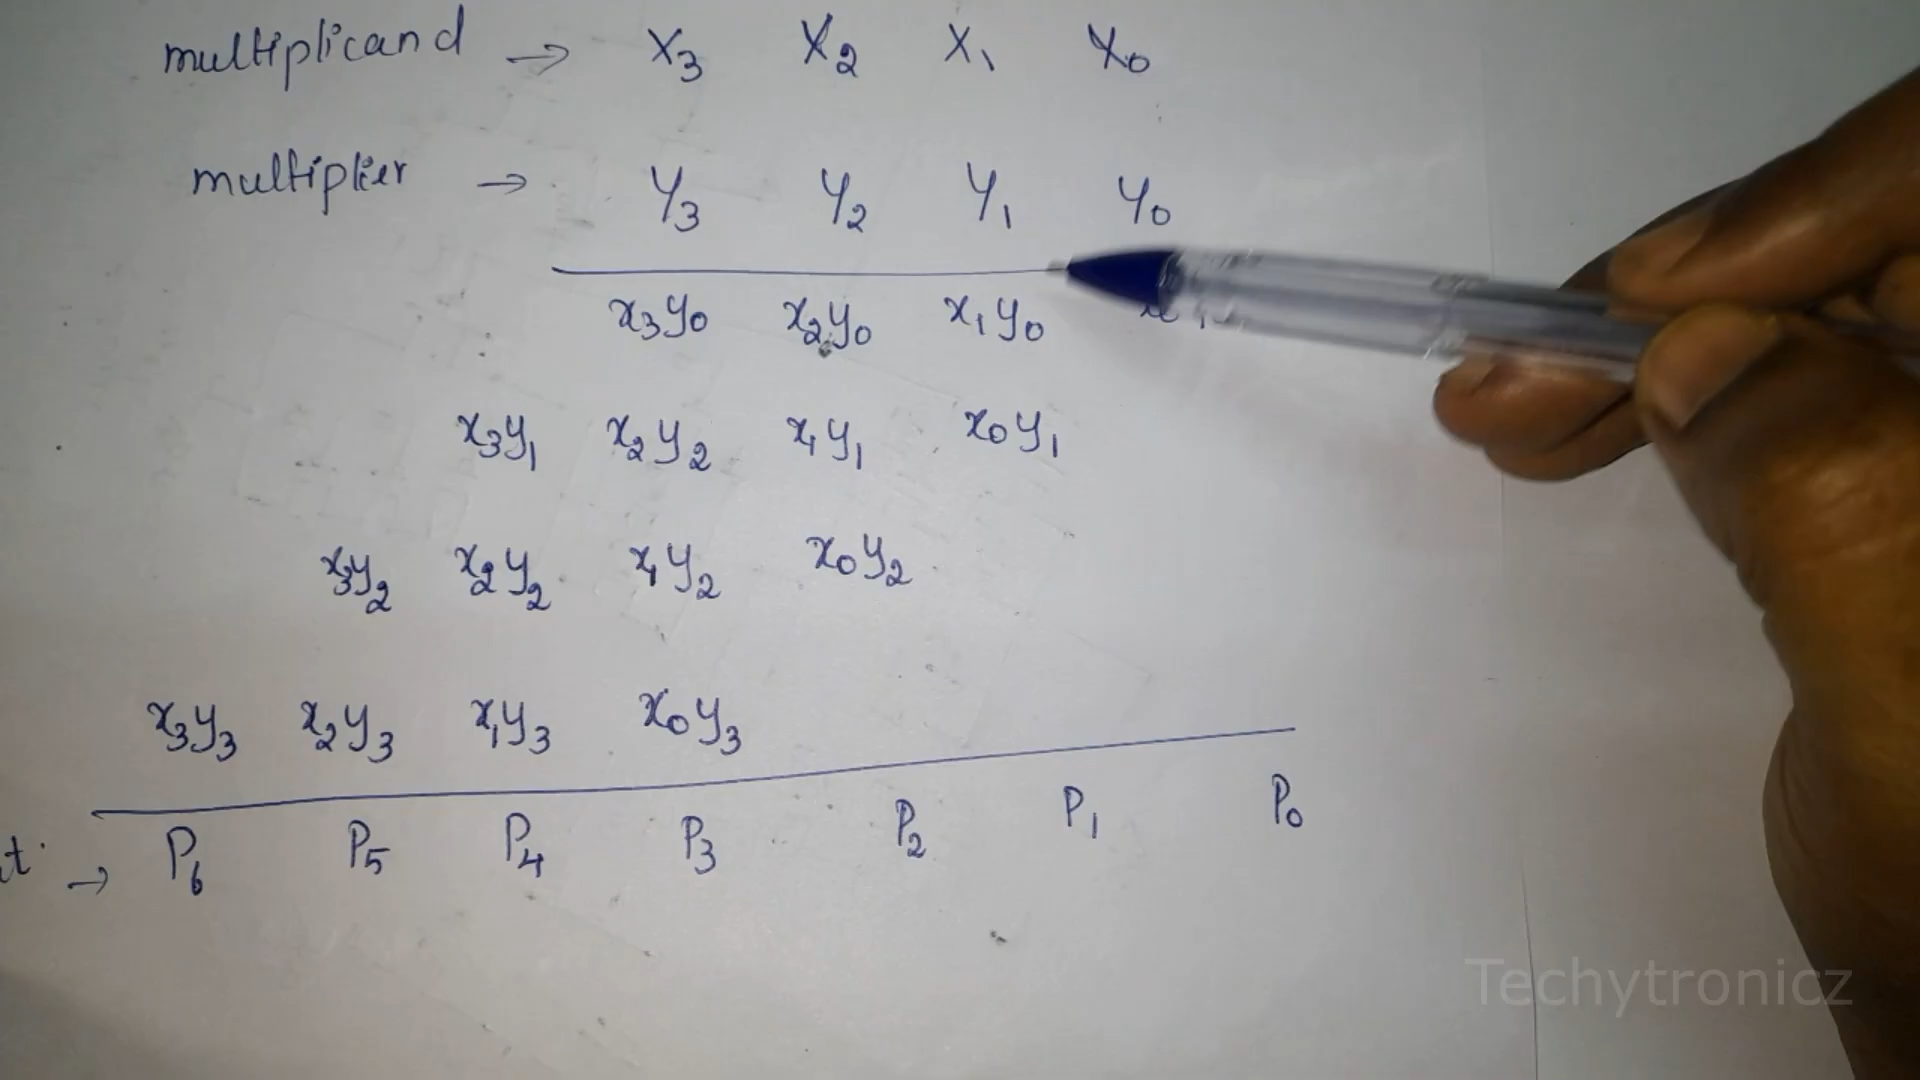 multiplicand → X3 X2 X1 X0
multiplier → Y3 Y2 Y1 Y0
x3y0 x2y0 x1y0
x3y1 x2y2 x1y1 x0y1
x3y2 x2y2 x1y2 x0y2
x3y3 x2y3 x1y3 x0y3
→ P6 P5 P4 P3 P2 P1 P0
Techytronicz